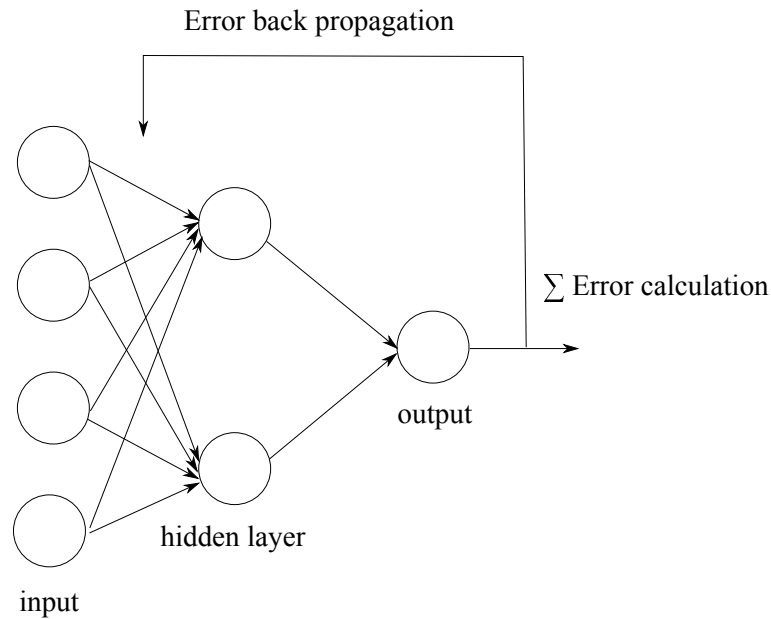 Error back propagation
∑ Error calculation
output
hidden layer
input